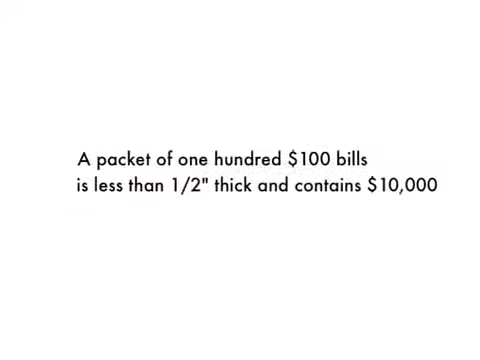 A packet of one hundred $100 bills
is less than 1/2" thick and contains $10,000